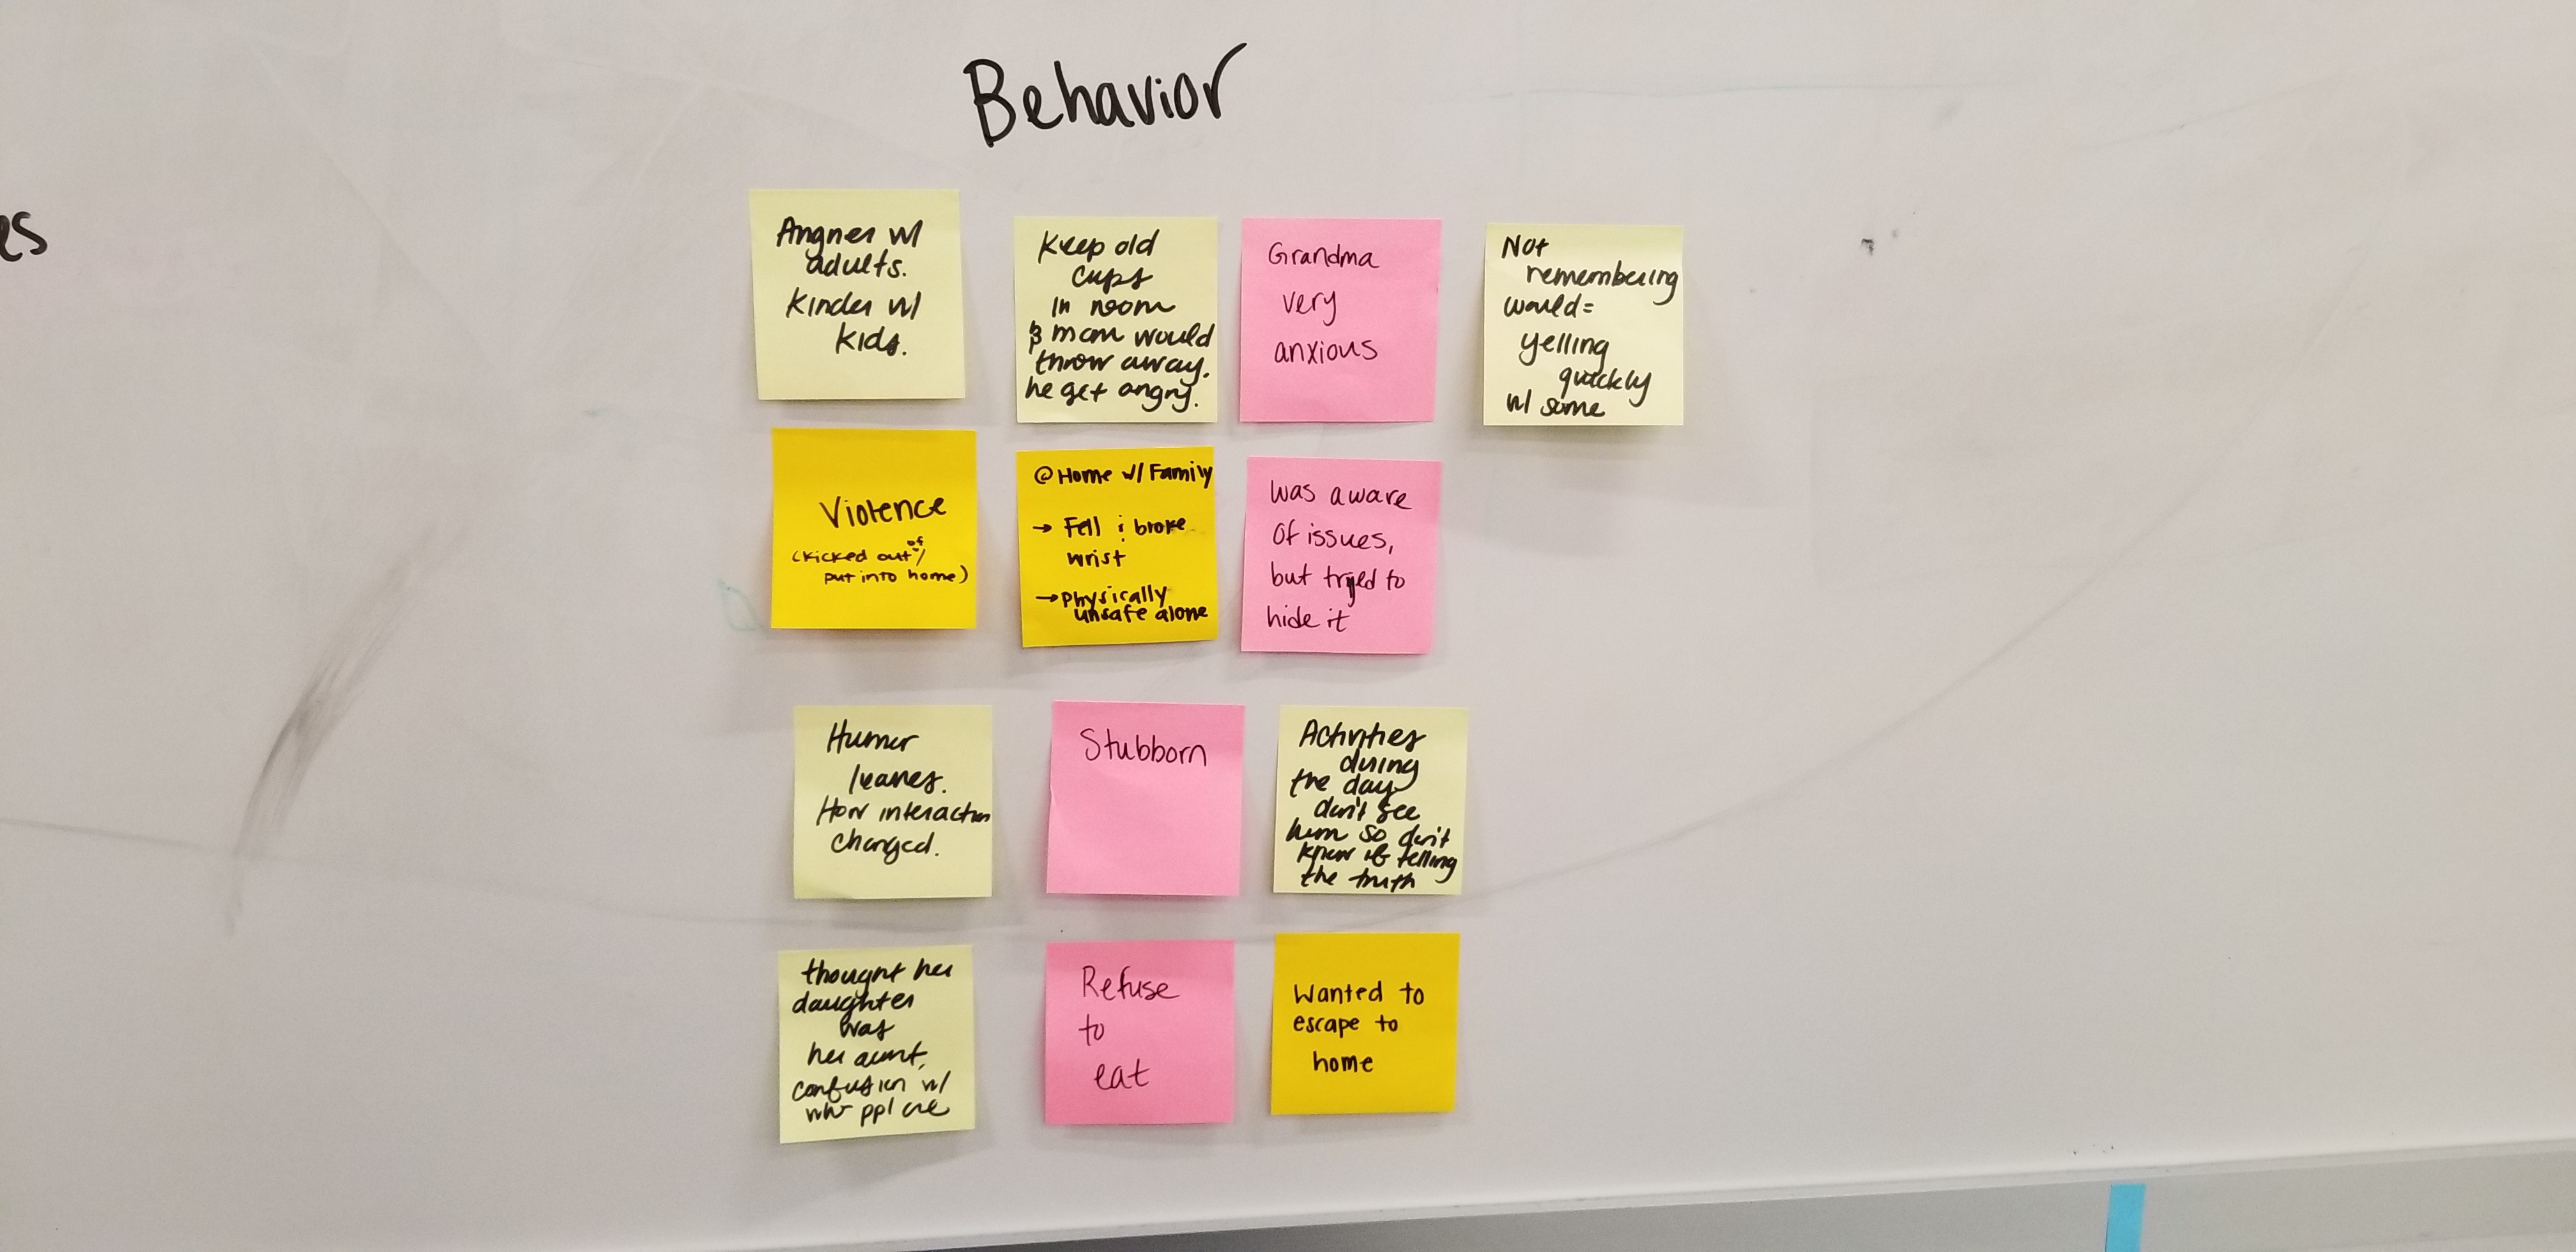 Behavior
es
Angrier w/
adults.
Kinder w/
kids.
Keep old
cups
in room
& mom would
throw away.
he get angry.
Grandma
very
anxious
Not
remembering
would =
yelling
quickly
w/ some
Violence
(kicked out of/
put into home)
@Home w/ Family
→ Fell & broke
wrist
→ Physically
unsafe alone
Was aware
of issues,
but tryed to
hide it
Humor
leaves.
How interaction
changed.
Stubborn
Activities
during
the day
don't see
him so don't
know if telling
the truth
thought her
daughter
was
her aunt,
confusion w/
who ppl are
Refuse
to
eat
Wanted to
escape to
home